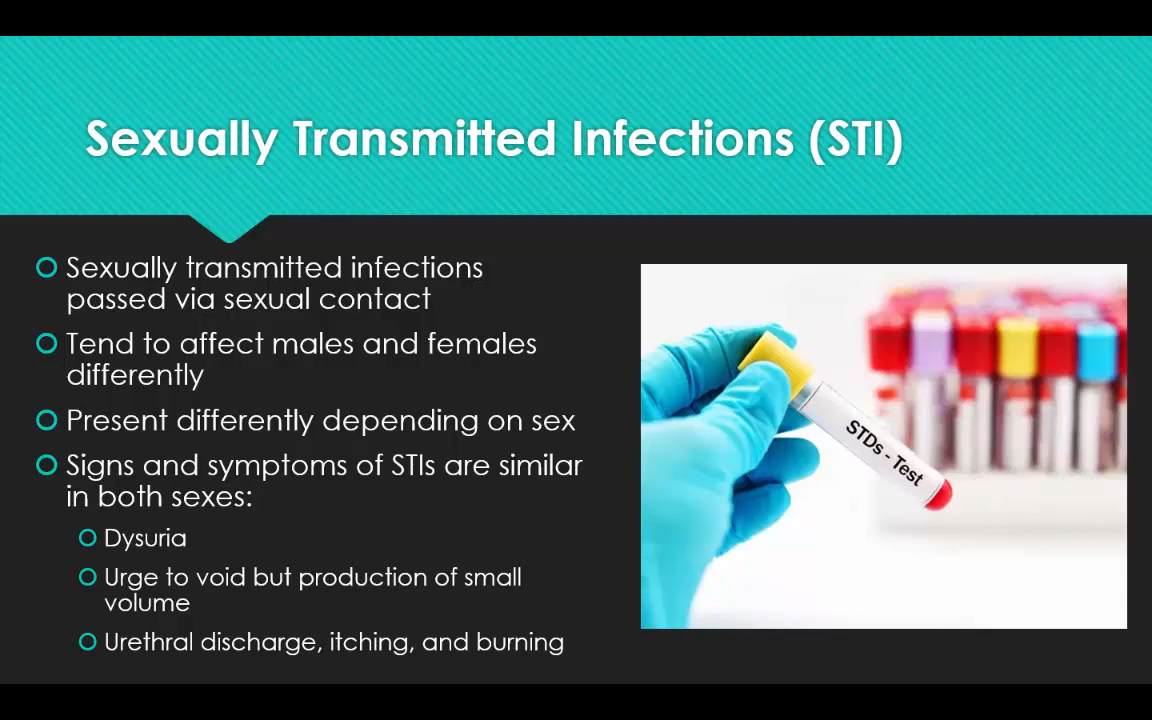 Sexually Transmitted Infections (STI)
Sexually transmitted infections
passed via sexual contact
Tend to affect males and females
differently
Present differently depending on sex
Signs and symptoms of STIs are similar
in both sexes:
Dysuria
Urge to void but production of small
volume
Urethral discharge, itching, and burning
STDs - Test